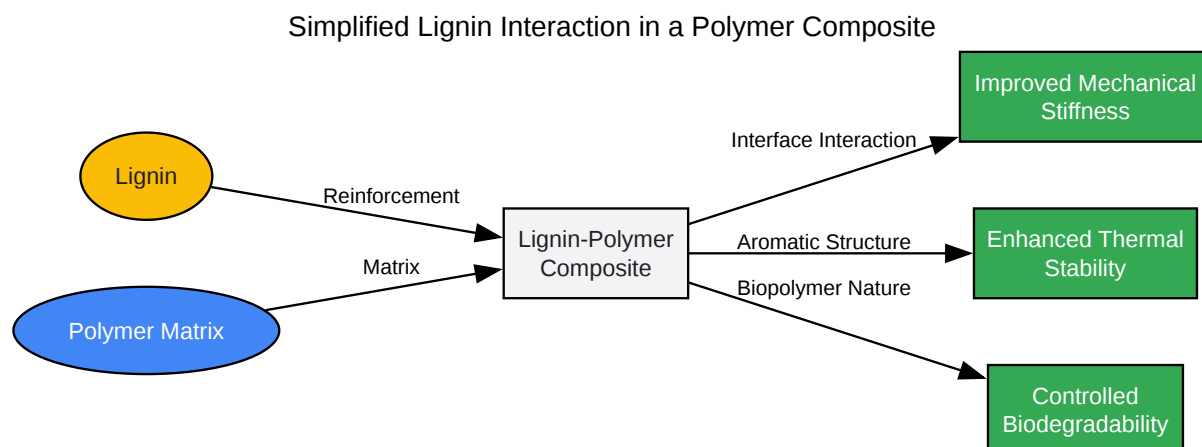 Simplified Lignin Interaction in a Polymer Composite
Lignin
Polymer Matrix
Reinforcement
Matrix
Lignin-Polymer
Composite
Interface Interaction
Aromatic Structure
Biopolymer Nature
Improved Mechanical
Stiffness
Enhanced Thermal
Stability
Controlled
Biodegradability